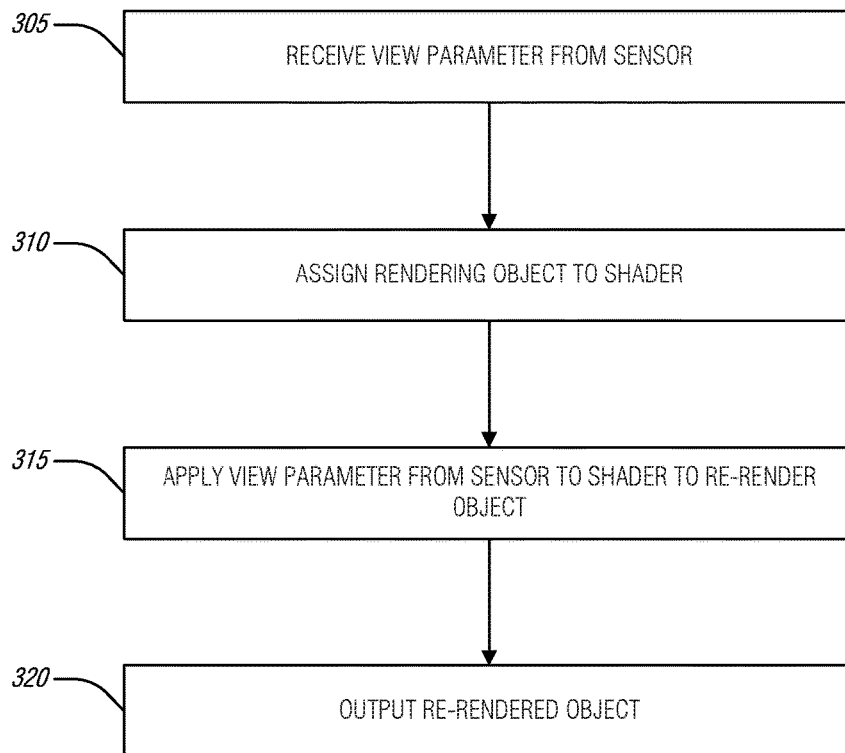 305
RECEIVE VIEW PARAMETER FROM SENSOR
310
ASSIGN RENDERING OBJECT TO SHADER
315
APPLY VIEW PARAMETER FROM SENSOR TO SHADER TO RE-RENDER
OBJECT
320
OUTPUT RE-RENDERED OBJECT